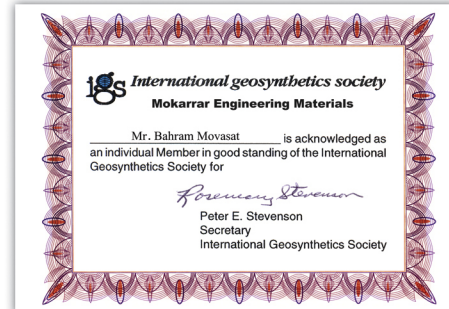 igs International geosynthetics society
Mokarrar Engineering Materials
Mr. Bahram Movasat is acknowledged as
an individual Member in good standing of the International
Geosynthetics Society for
Rosemary Stevenson
Peter E. Stevenson
Secretary
International Geosynthetics Society